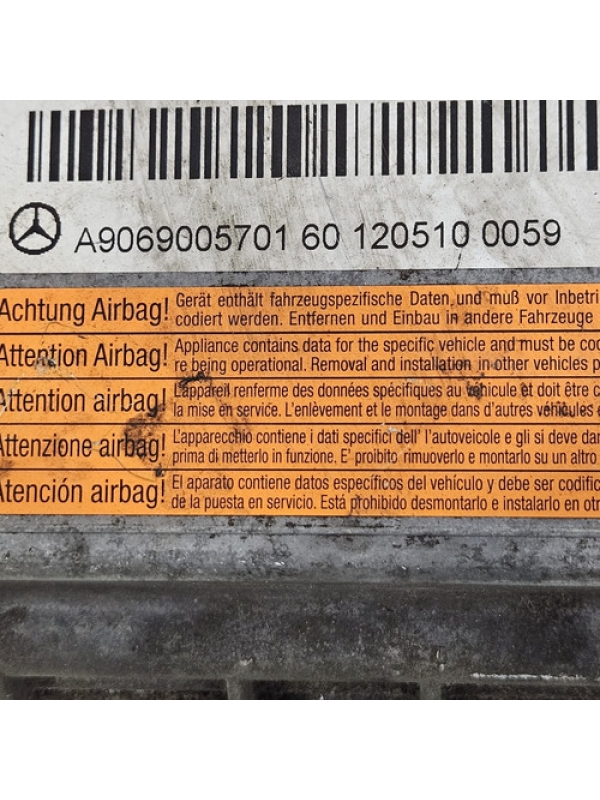 A9069005701 60 120510 0059
Achtung Airbag! Gerät enthält fahrzeugspezifische Daten und muß vor Inbetri
codiert werden. Entfernen und Einbau in andere Fahrzeuge
Attention Airbag! Appliance contains data for the specific vehicle and must be cod
re being operational. Removal and installation in other vehicles p
Attention airbag! L'appareil renferme des données spécifiques au véhicule et doit être c
la mise en service. L'enlèvement et le montage dans d'autres véhicules e
Attenzione airbag! L'apparecchio contiene i dati specifici dell' l'autoveicole e gli si deve dar
prima di metterlo in funzione. E' proibito rimuoverlo e montarlo su un altro
Atención airbag! El aparato contiene datos específicos del vehículo y debe ser codific
de la puesta en servicio. Está prohibido desmontarlo e instalarlo en otr